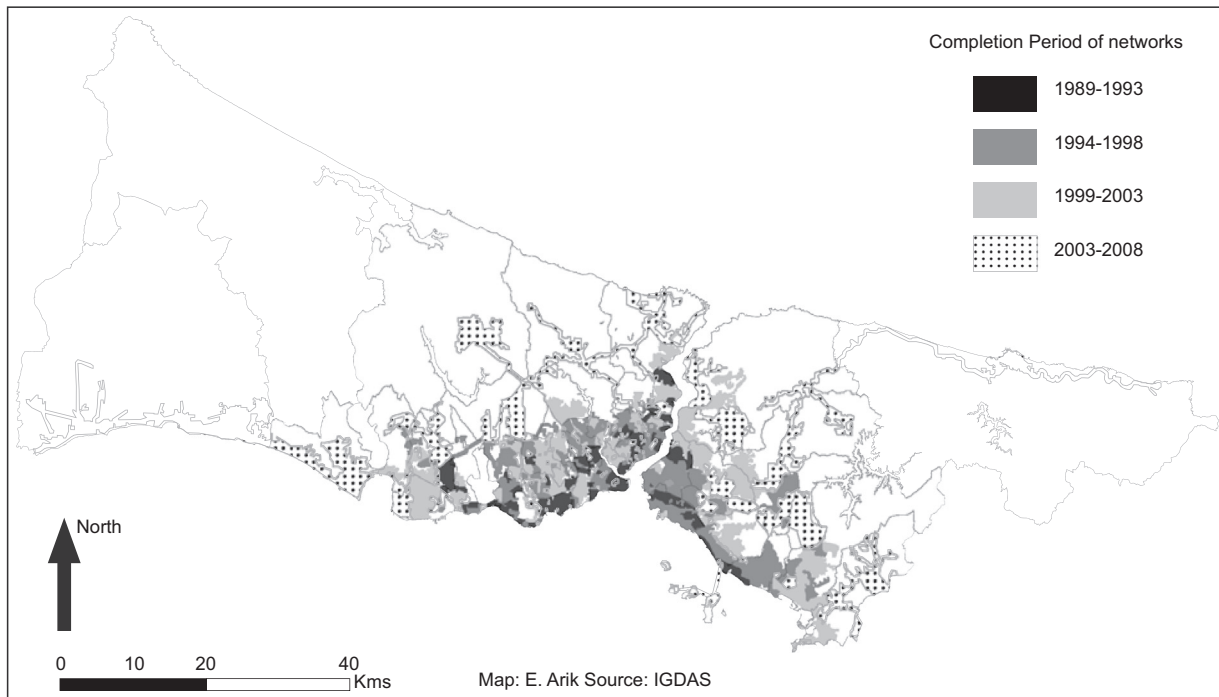 Completion Period of networks
1989-1993
1994-1998
1999-2003
2003-2008
North
0 10 20 40
Kms
Map: E. Arik Source: IGDAS